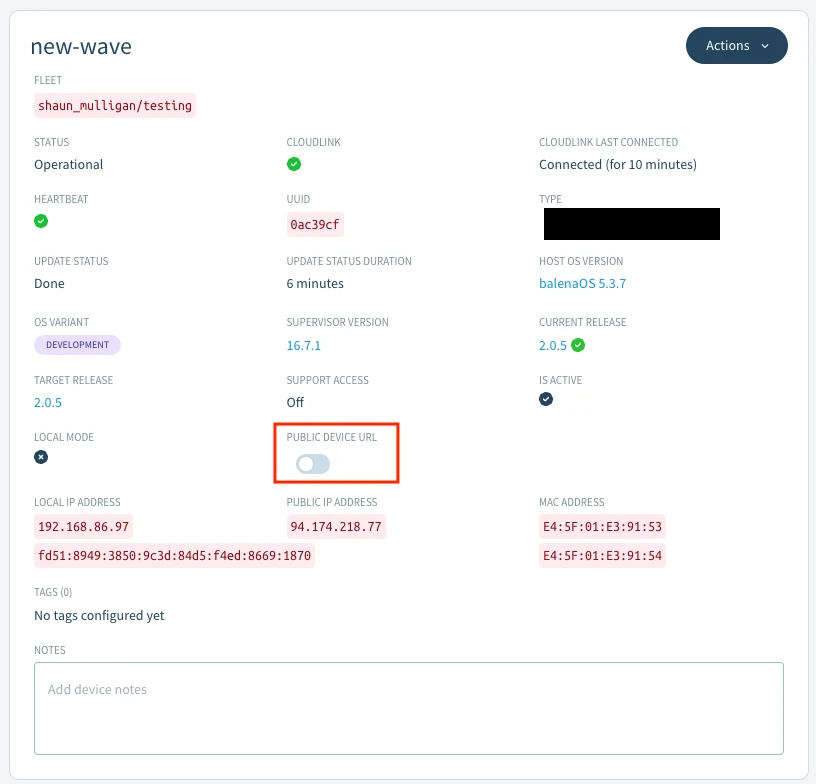 new-wave
Actions
FLEET
shaun_mulligan/testing
STATUS CLOUDLINK CLOUDLINK LAST CONNECTED
Operational Connected (for 10 minutes)
HEARTBEAT UUID TYPE
0ac39cf
UPDATE STATUS UPDATE STATUS DURATION HOST OS VERSION
Done 6 minutes balenaOS 5.3.7
OS VARIANT SUPERVISOR VERSION CURRENT RELEASE
DEVELOPMENT 16.7.1 2.0.5
TARGET RELEASE SUPPORT ACCESS IS ACTIVE
2.0.5 Off
LOCAL MODE PUBLIC DEVICE URL
LOCAL IP ADDRESS PUBLIC IP ADDRESS MAC ADDRESS
192.168.86.97 94.174.218.77 E4:5F:01:E3:91:53
fd51:8949:3850:9c3d:84d5:f4ed:8669:1870 E4:5F:01:E3:91:54
TAGS (0)
No tags configured yet
NOTES
Add device notes